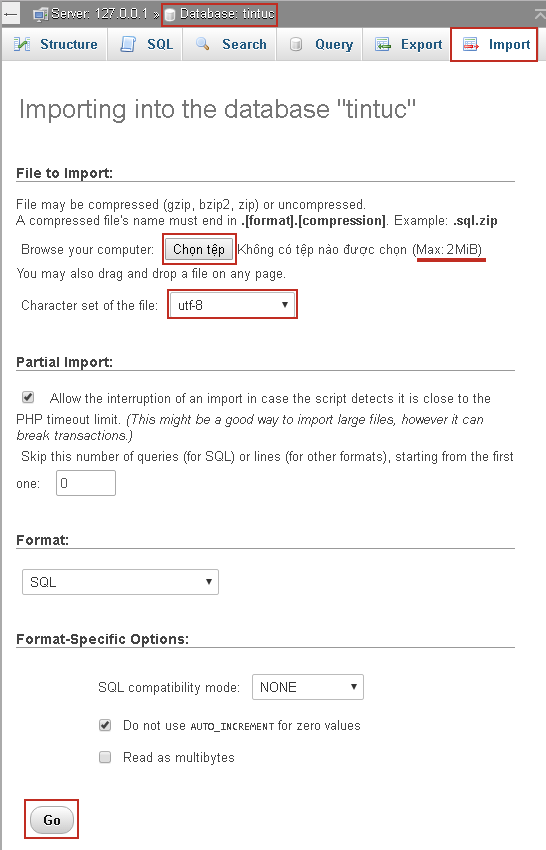 Server: 127.0.0.1 » Database: tintuc
Structure SQL Search Query Export Import
Importing into the database "tintuc"
File to Import:
File may be compressed (gzip, bzip2, zip) or uncompressed.
A compressed file's name must end in .[format].[compression]. Example: .sql.zip
Browse your computer: Chọn tệp Không có tệp nào được chọn (Max: 2MiB)
You may also drag and drop a file on any page.
Character set of the file: utf-8
Partial Import:
Allow the interruption of an import in case the script detects it is close to the
PHP timeout limit. (This might be a good way to import large files, however it can
break transactions.)
Skip this number of queries (for SQL) or lines (for other formats), starting from the first
one: 0
Format:
SQL
Format-Specific Options:
SQL compatibility mode: NONE
Do not use AUTO_INCREMENT for zero values
Read as multibytes
Go